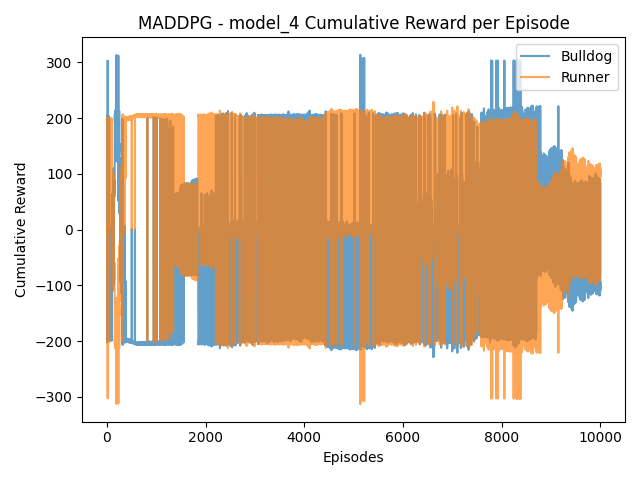 MADDPG - model_4 Cumulative Reward per Episode
Bulldog
Runner
Cumulative Reward
300
200
100
0
−100
−200
−300
0 2000 4000 6000 8000 10000
Episodes